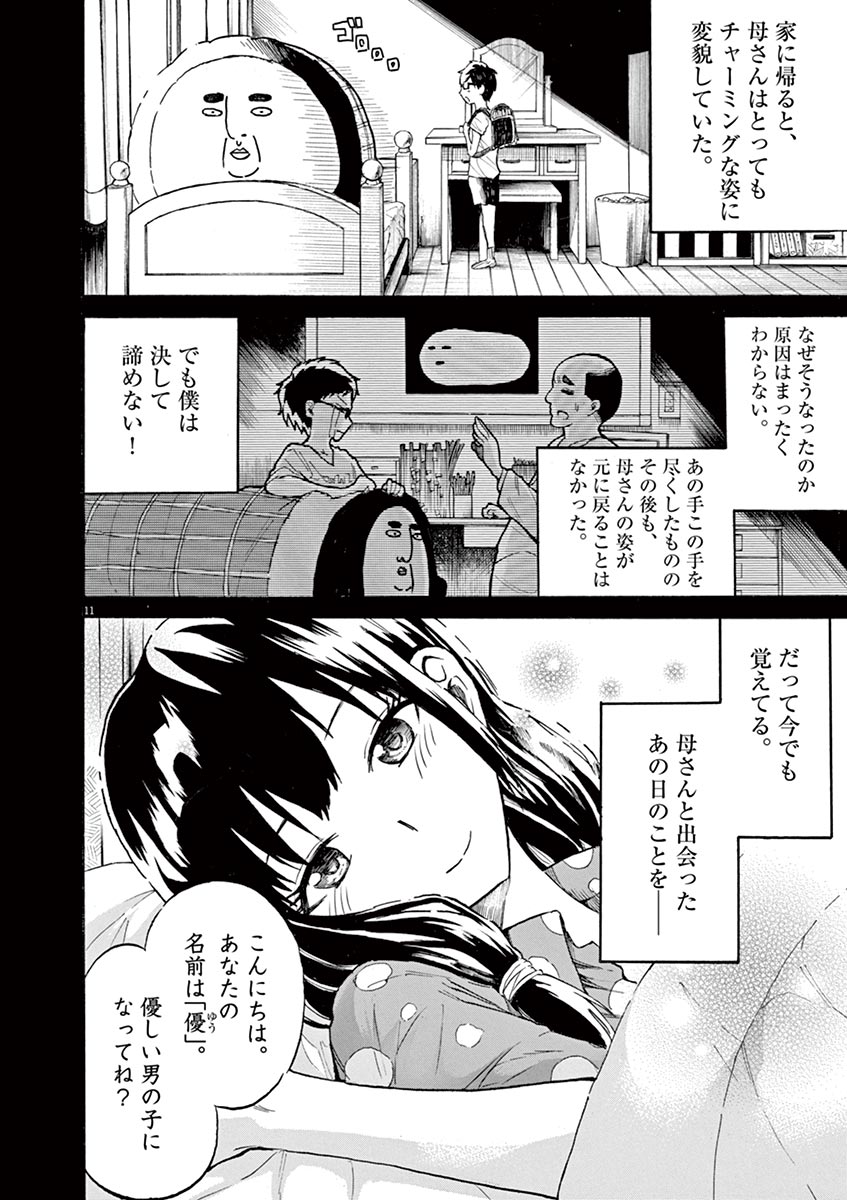 家に帰ると、
母さんはとっても
チャーミングな姿に
変貌していた。
ゴロ
ゴロ
なぜそうなったのか
原因はまったく
わからない。
あの手この手を
尽くしたものの
その後も、
母さんの姿が
元に戻ることは
なかった。
でも僕は
決して
諦めない！
11
だって今でも
覚えてる。
母さんと出会った
あの日のことを――
こんにちは。
あなたの
名前は「優」。
ゆう
優しい男の子に
なってね？